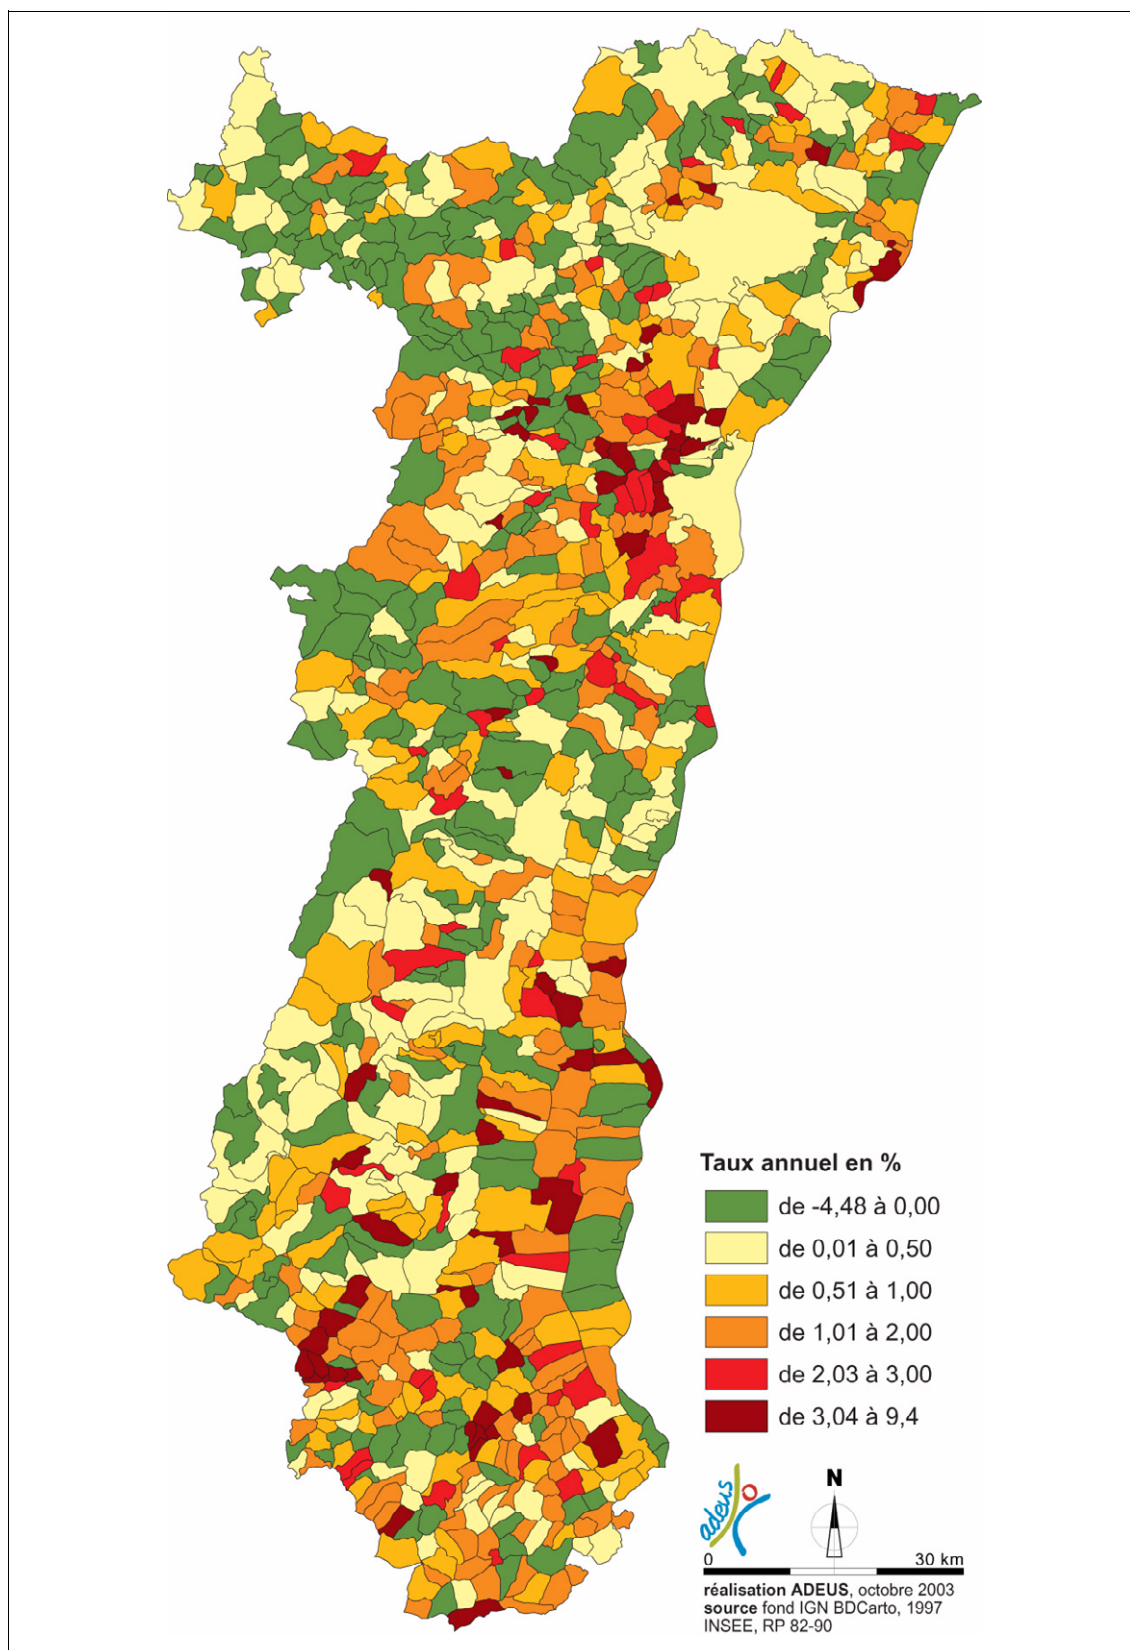 Taux annuel en %
de -4,48 à 0,00
de 0,01 à 0,50
de 0,51 à 1,00
de 1,01 à 2,00
de 2,03 à 3,00
de 3,04 à 9,4
adeus
N
0 30 km
réalisation ADEUS, octobre 2003
source fond IGN BDCarto, 1997
INSEE, RP 82-90